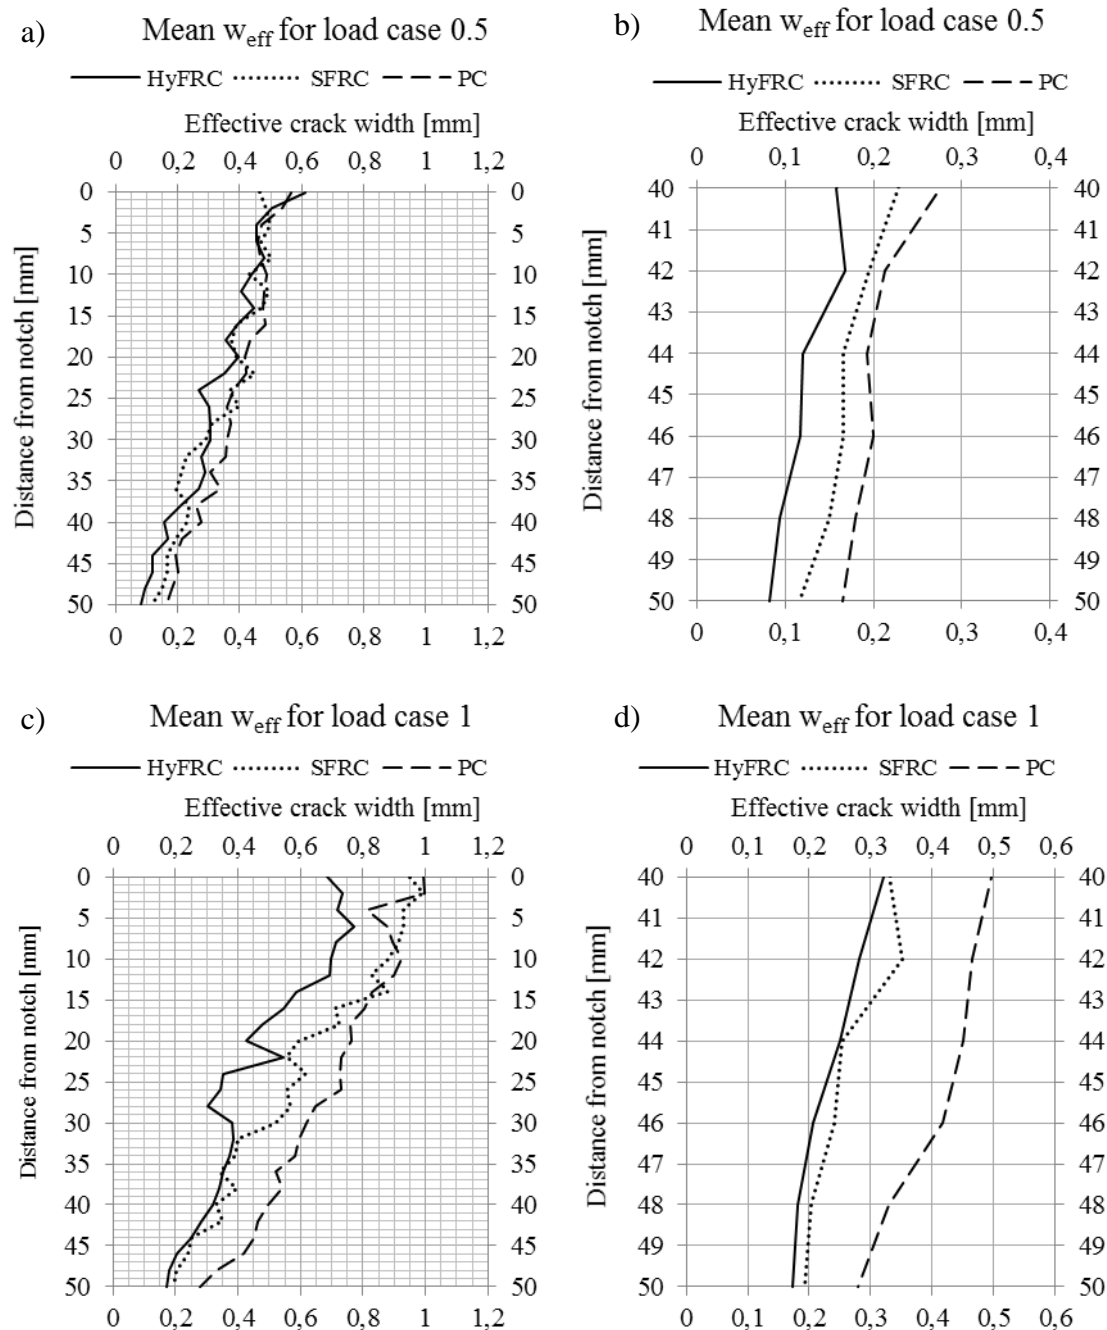 a) Mean weff for load case 0.5
HyFRC SFRC PC
Effective crack width [mm]
0 0,2 0,4 0,6 0,8 1 1,2
Distance from notch [mm]
0 0
5 5
10 10
15 15
20 20
25 25
30 30
35 35
40 40
45 45
50 50
0 0,2 0,4 0,6 0,8 1 1,2
b) Mean weff for load case 0.5
HyFRC SFRC PC
Effective crack width [mm]
0 0,1 0,2 0,3 0,4
Distance from notch [mm]
40 40
41 41
42 42
43 43
44 44
45 45
46 46
47 47
48 48
49 49
50 50
0 0,1 0,2 0,3 0,4
c) Mean weff for load case 1
HyFRC SFRC PC
Effective crack width [mm]
0 0,2 0,4 0,6 0,8 1 1,2
Distance from notch [mm]
0 0
5 5
10 10
15 15
20 20
25 25
30 30
35 35
40 40
45 45
50 50
0 0,2 0,4 0,6 0,8 1 1,2
d) Mean weff for load case 1
HyFRC SFRC PC
Effective crack width [mm]
0 0,1 0,2 0,3 0,4 0,5 0,6
Distance from notch [mm]
40 40
41 41
42 42
43 43
44 44
45 45
46 46
47 47
48 48
49 49
50 50
0 0,1 0,2 0,3 0,4 0,5 0,6